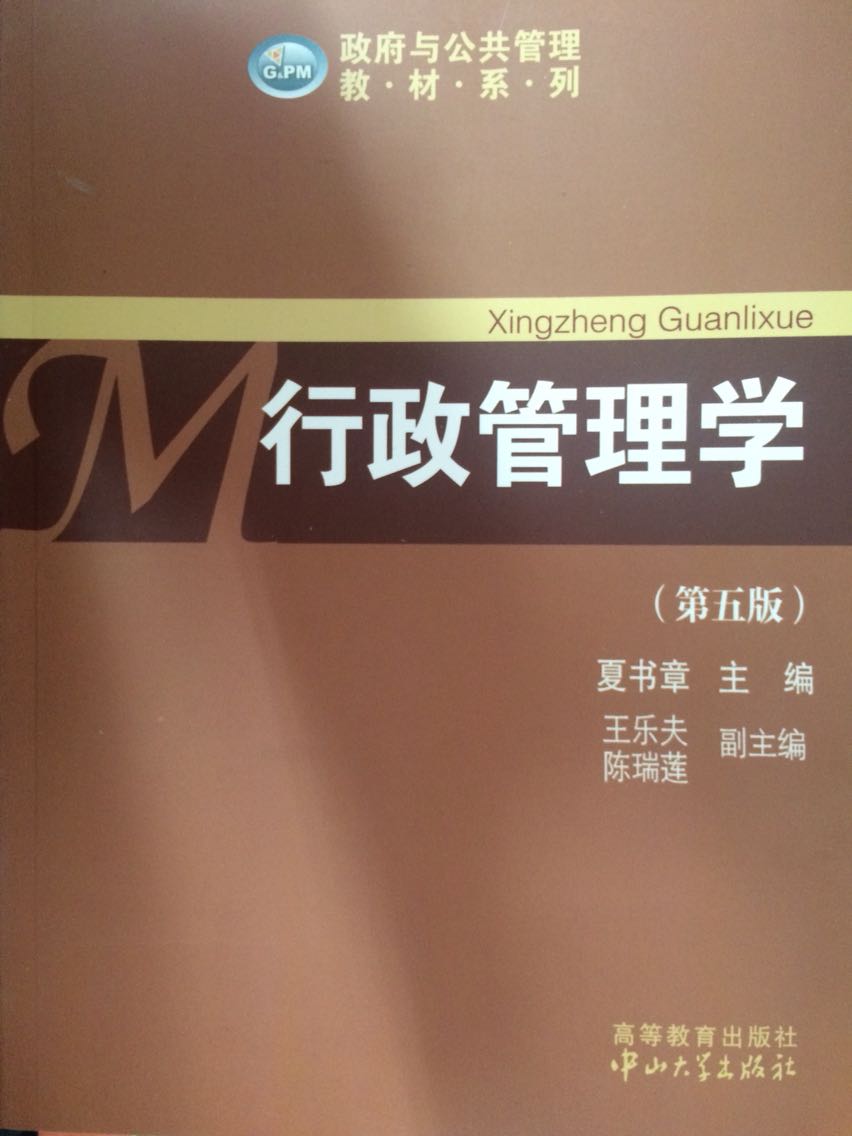 G&PM
政府与公共管理
教·材·系·列
Xingzheng Guanlixue
M
行政管理学
（第五版）
夏书章 主 编
王乐夫
陈瑞莲
副主编
高等教育出版社
中山大学出版社